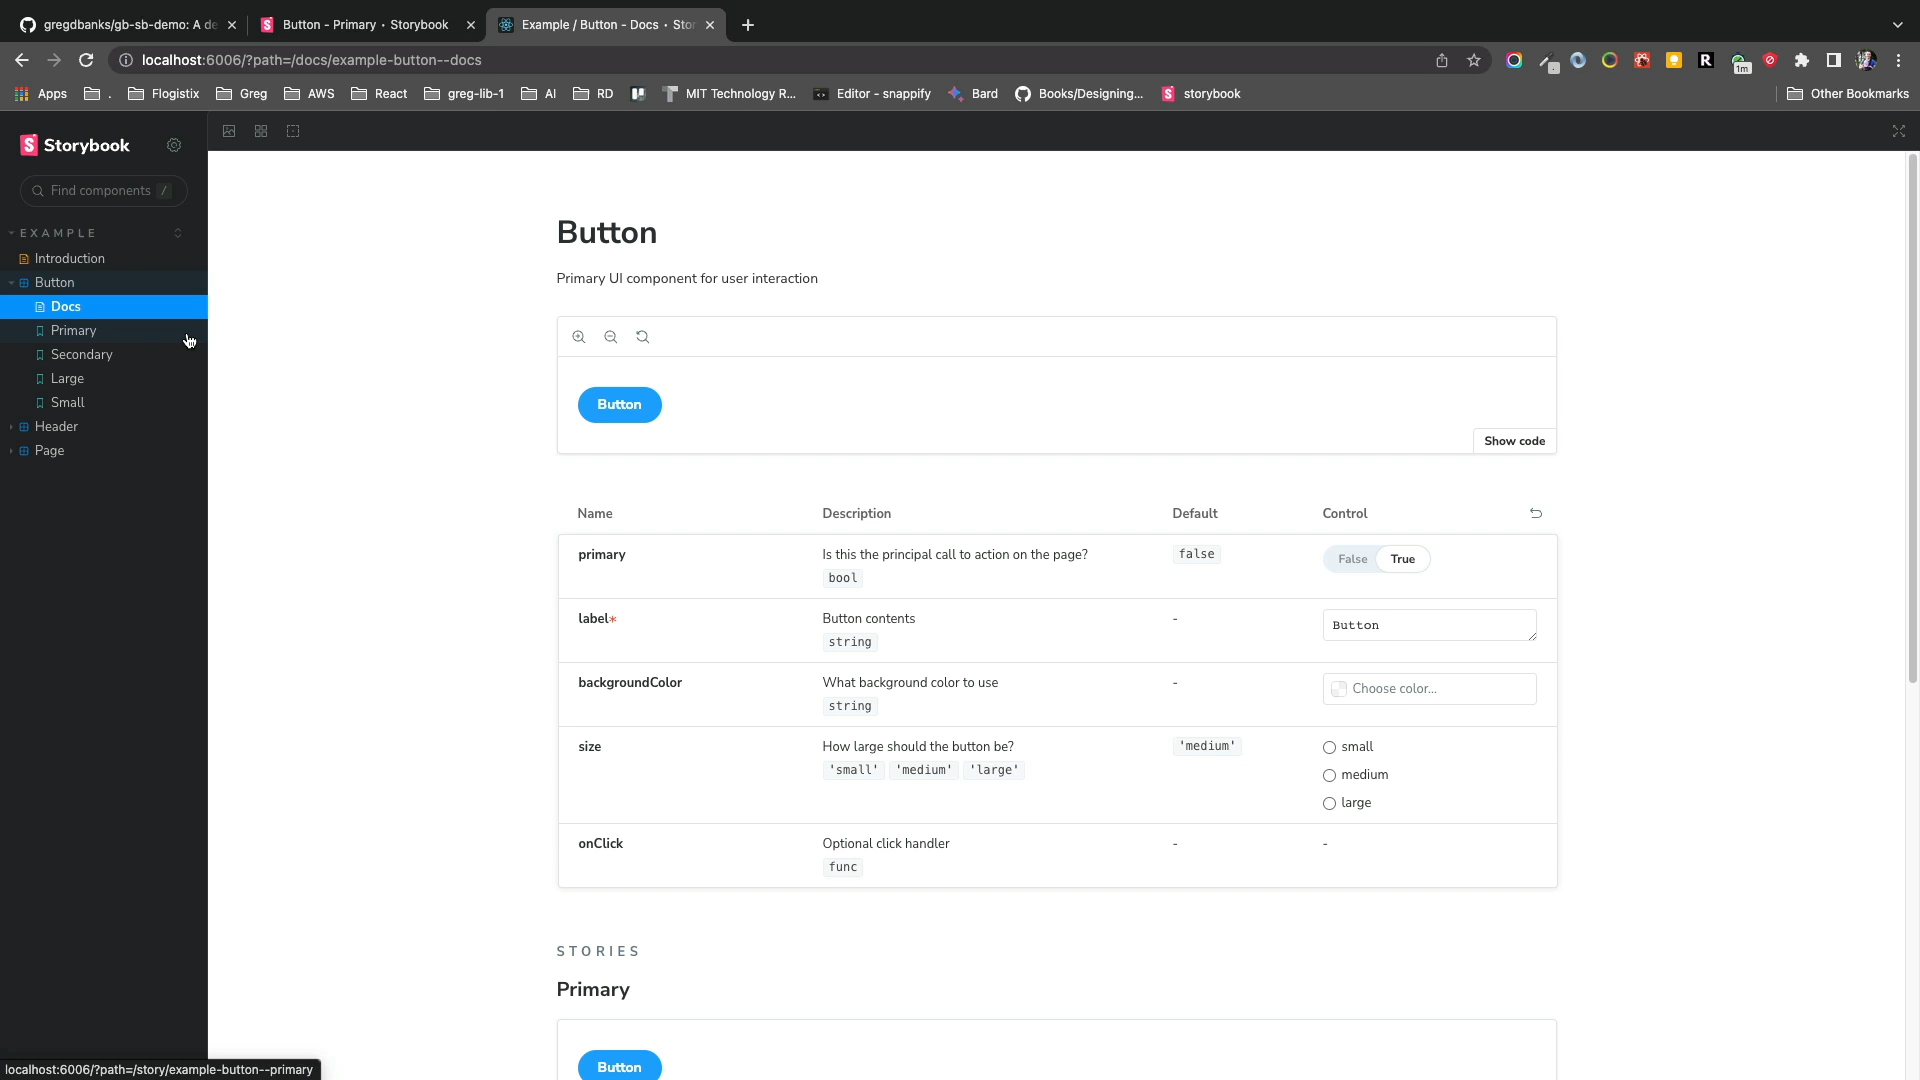 gregdbanks/gb-sb-demo: A de
Button - Primary · Storybook
Example / Button - Docs · Stor
localhost:6006/?path=/docs/example-button--docs
1m
Apps
.
Flogistix
Greg
AWS
React
greg-lib-1
AI
RD
MIT Technology R...
Editor - snappify
Bard
Books/Designing...
storybook
Other Bookmarks
Storybook
Find components /
EXAMPLE
Introduction
Button
Docs
Primary
Secondary
Large
Small
Header
Page
Button
Primary UI component for user interaction
Button
Show code
Name Description Default Control
primary Is this the principal call to action on the page? false False True
bool
label* Button contents - Button
string
backgroundColor What background color to use - Choose color...
string
size How large should the button be? 'medium' small
'small' 'medium' 'large' medium
large
onClick Optional click handler - -
func
STORIES
Primary
Button
localhost:6006/?path=/story/example-button--primary